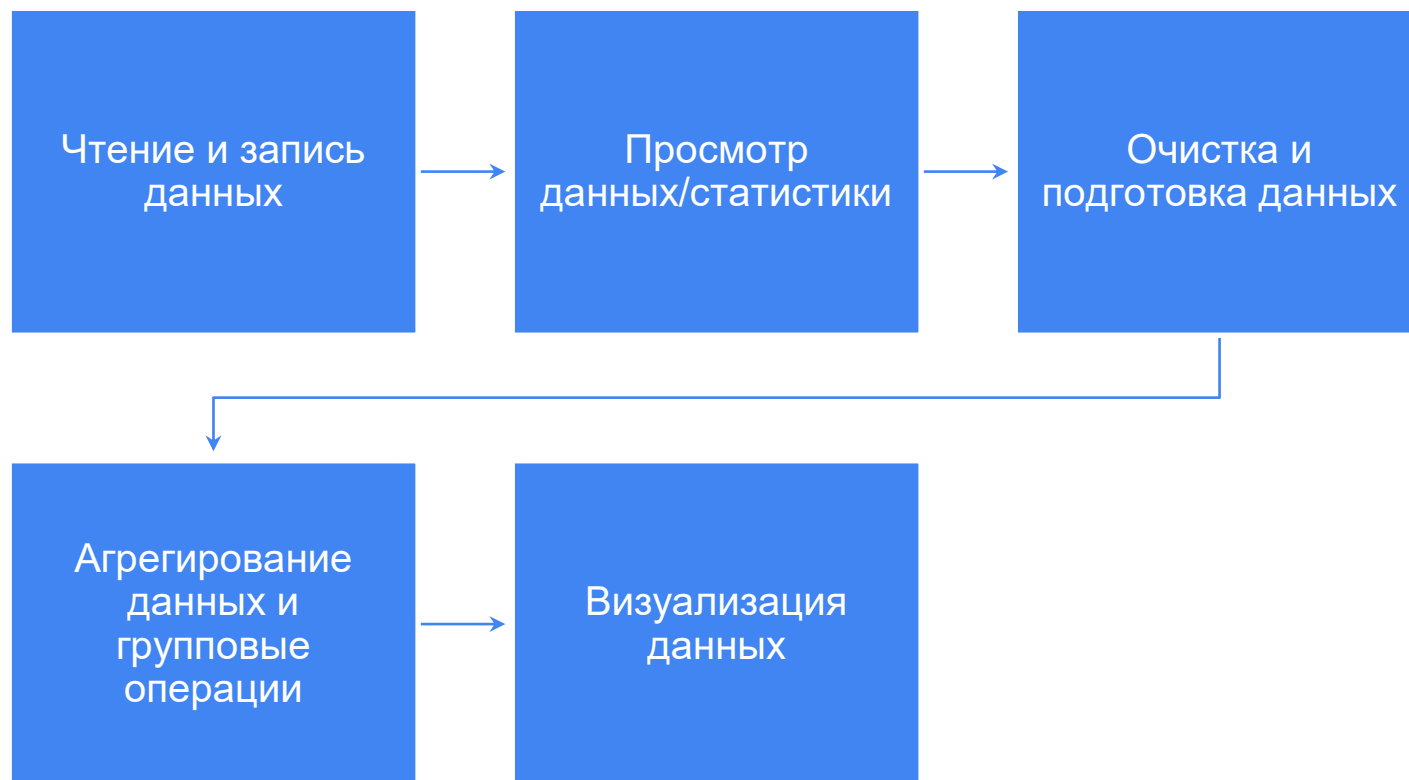 Чтение и запись
данных
Просмотр
данных/статистики
Очистка и
подготовка данных
Агрегирование
данных и
групповые
операции
Визуализация
данных